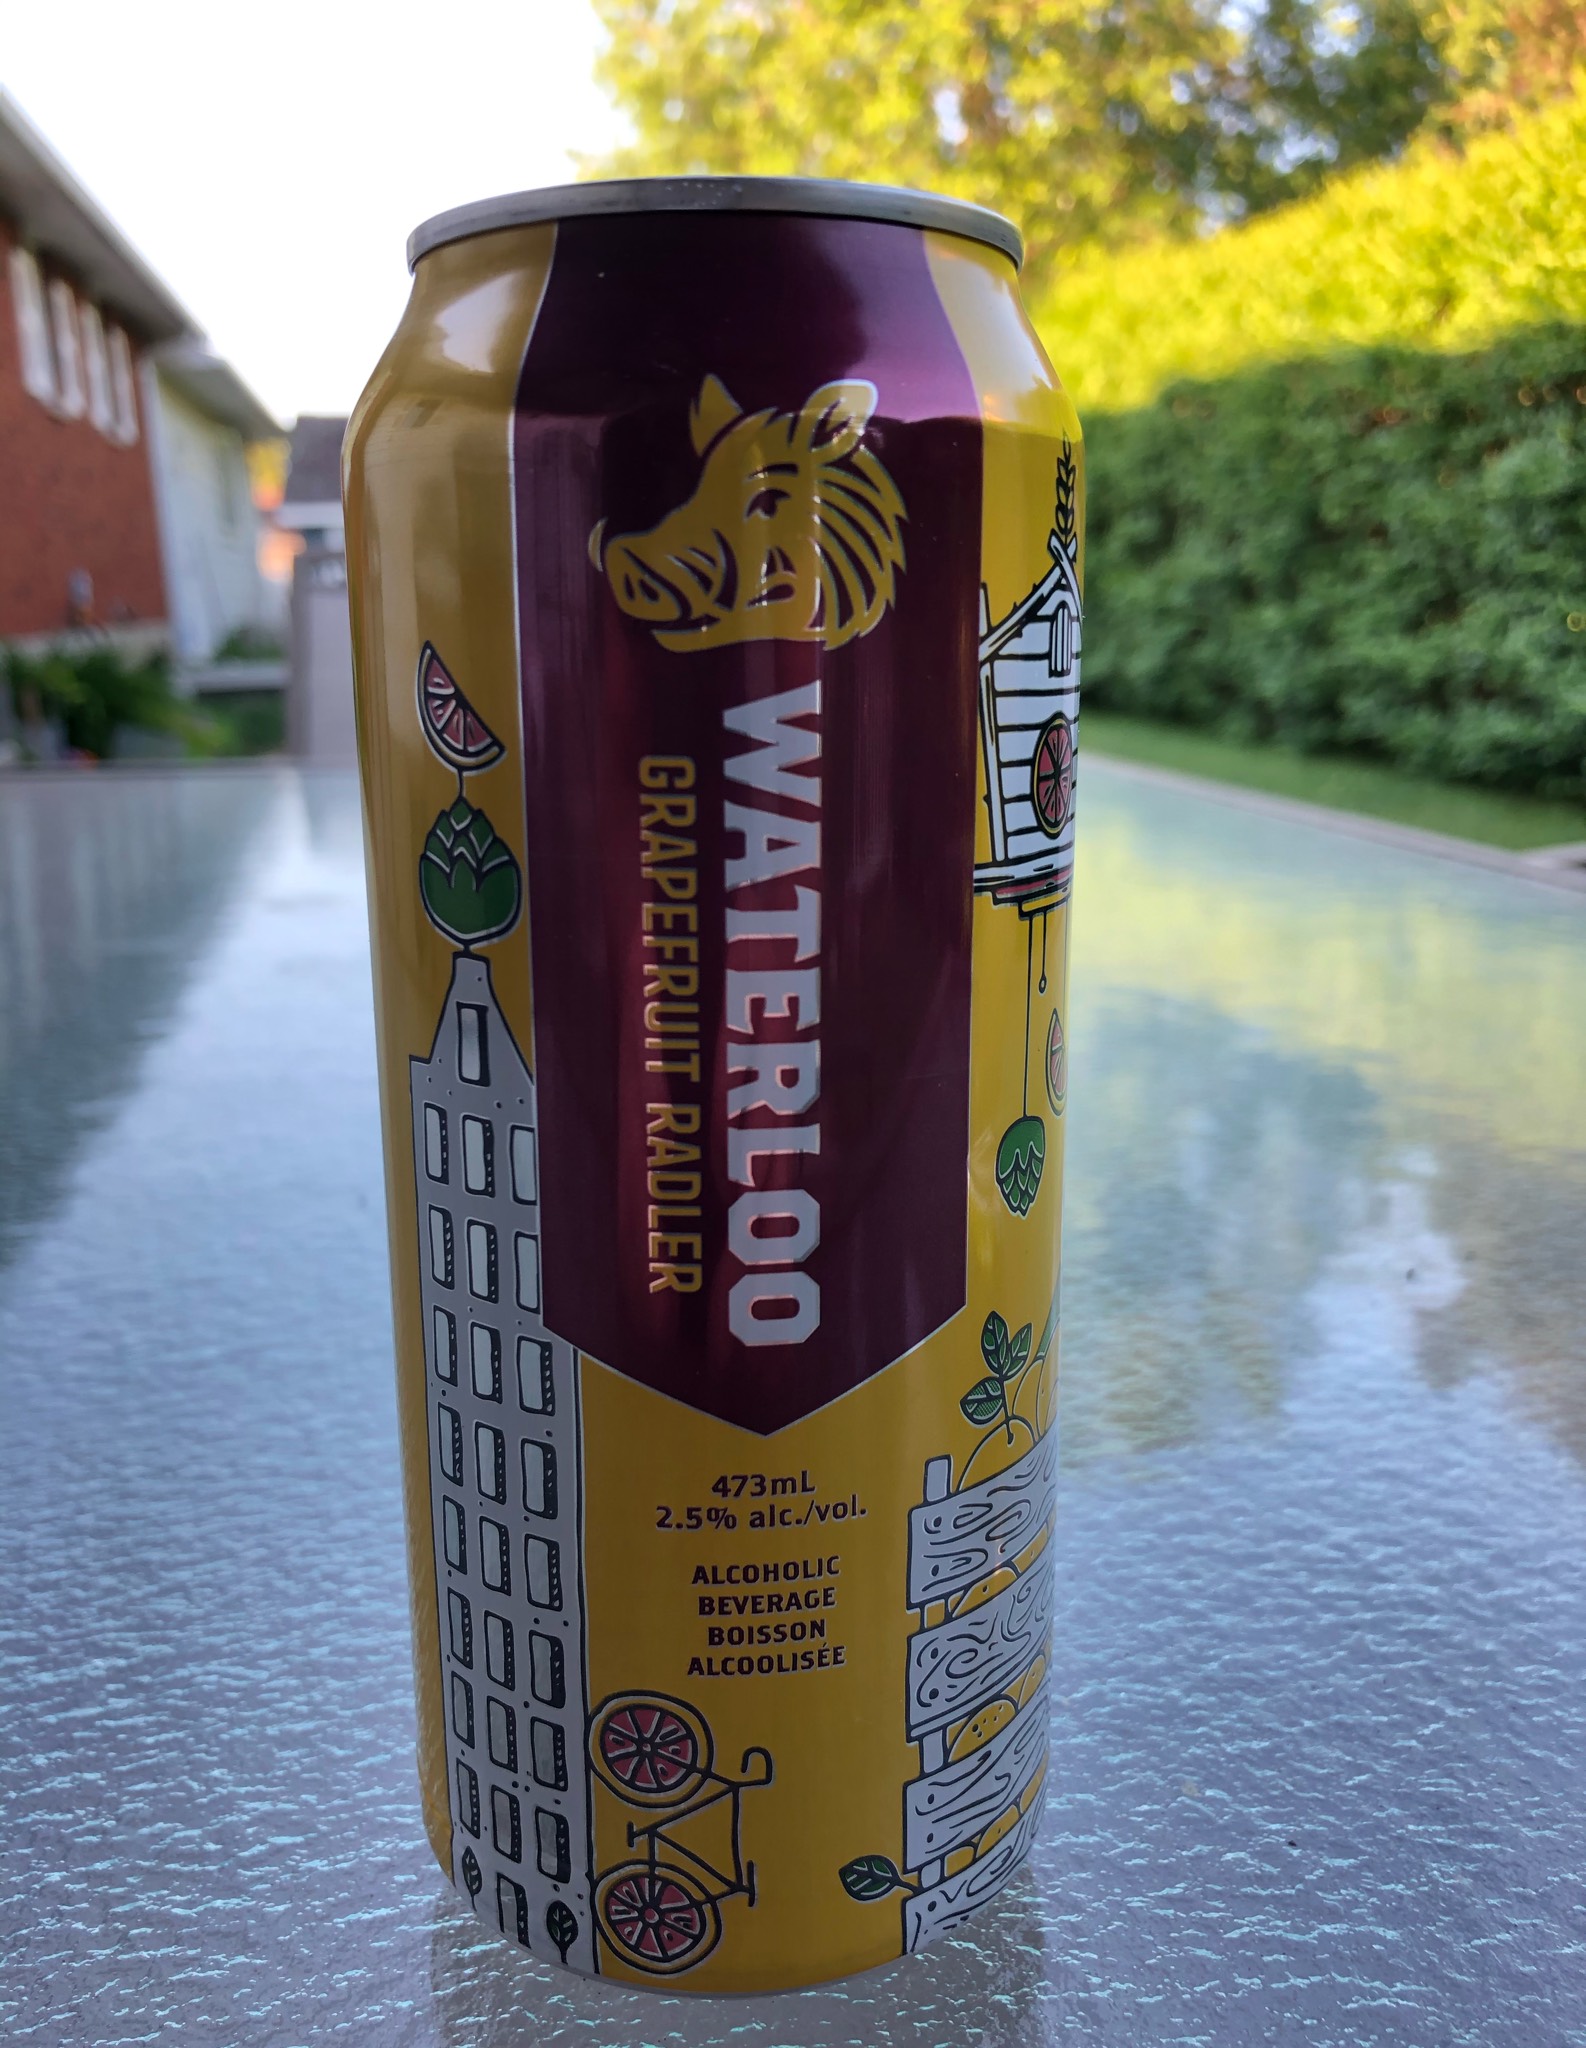 WATERLOO
GRAPEFRUIT RADLER
473mL
2.5% alc./vol.
ALCOHOLIC
BEVERAGE
BOISSON
ALCOOLISÉE